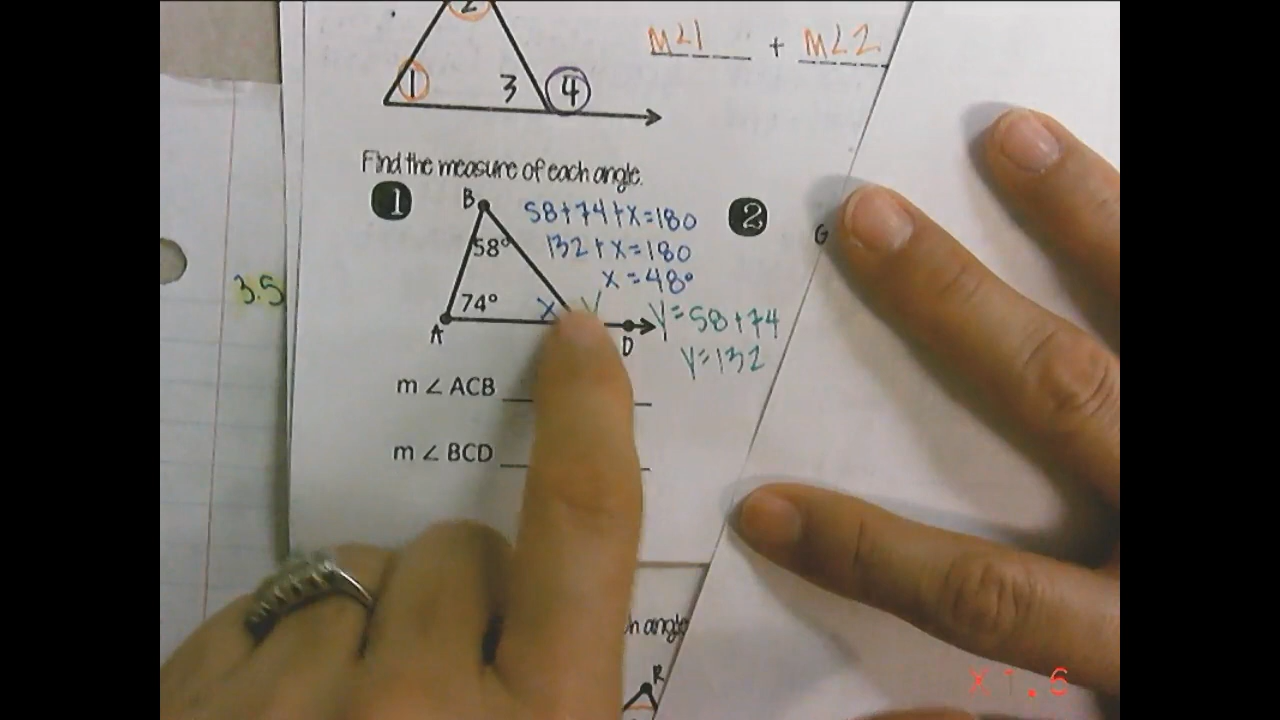 2
m∠1 + m∠2
1 3 4
Find the measure of each angle.
1
B 58+74+x=180
2
58° 132+x=180
G
x=48°
3.5
74° x y y=58+74
A D
y=132
m ∠ ACB
m ∠ BCD
angle
R